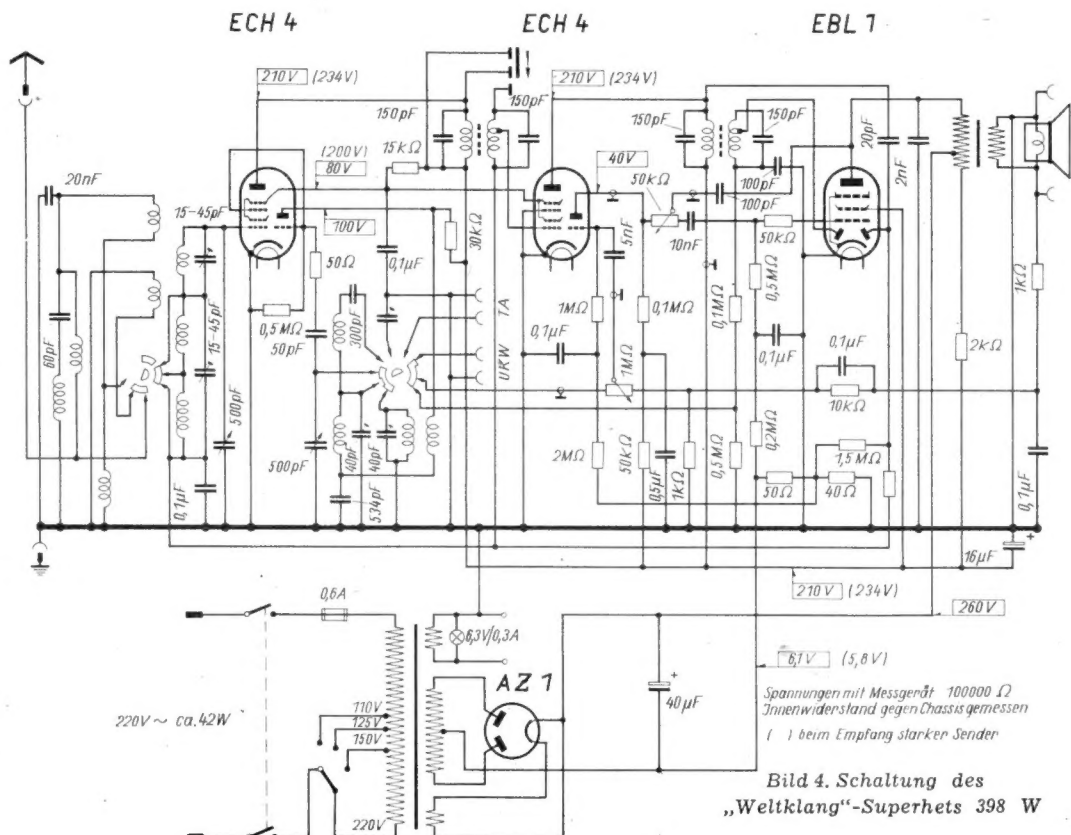 ECH 4 ECH 4 EBL 1
210V (234V) 210V (234V)
150pF 150pF 150pF 150pF
20pF
2nF
15kΩ
(200V)
80V
40V
50kΩ
20nF
15-45pF
100V
100pF
100pF
30kΩ
5nF
10nF
50kΩ
50Ω
0,1µF
1kΩ
0,5MΩ
15-45pF
300pF
TA
1MΩ
0,1MΩ
0,1MΩ
0,5MΩ
60pF
50pF
UKW
0,1µF
1MΩ
0,1µF
0,1µF
2kΩ
10kΩ
500pF
500pF
40pF
40pF
2MΩ
50kΩ
0,5µF
1kΩ
0,5MΩ
0,2MΩ
1,5MΩ
50Ω
40Ω
0,1µF
534pF
0,1µF
16µF
+
210V (234V)
260V
0,6A
6,3V/0,3A
6,1V (5,8V)
AZ 1
+
40µF
220V ~ ca. 42W
110V
125V
150V
220V
Spannungen mit Messgerät 100000 Ω
Innenwiderstand gegen Chassis gemessen
( ) beim Empfang starker Sender
Bild 4. Schaltung des
„Weltklang“-Superhets 398 W